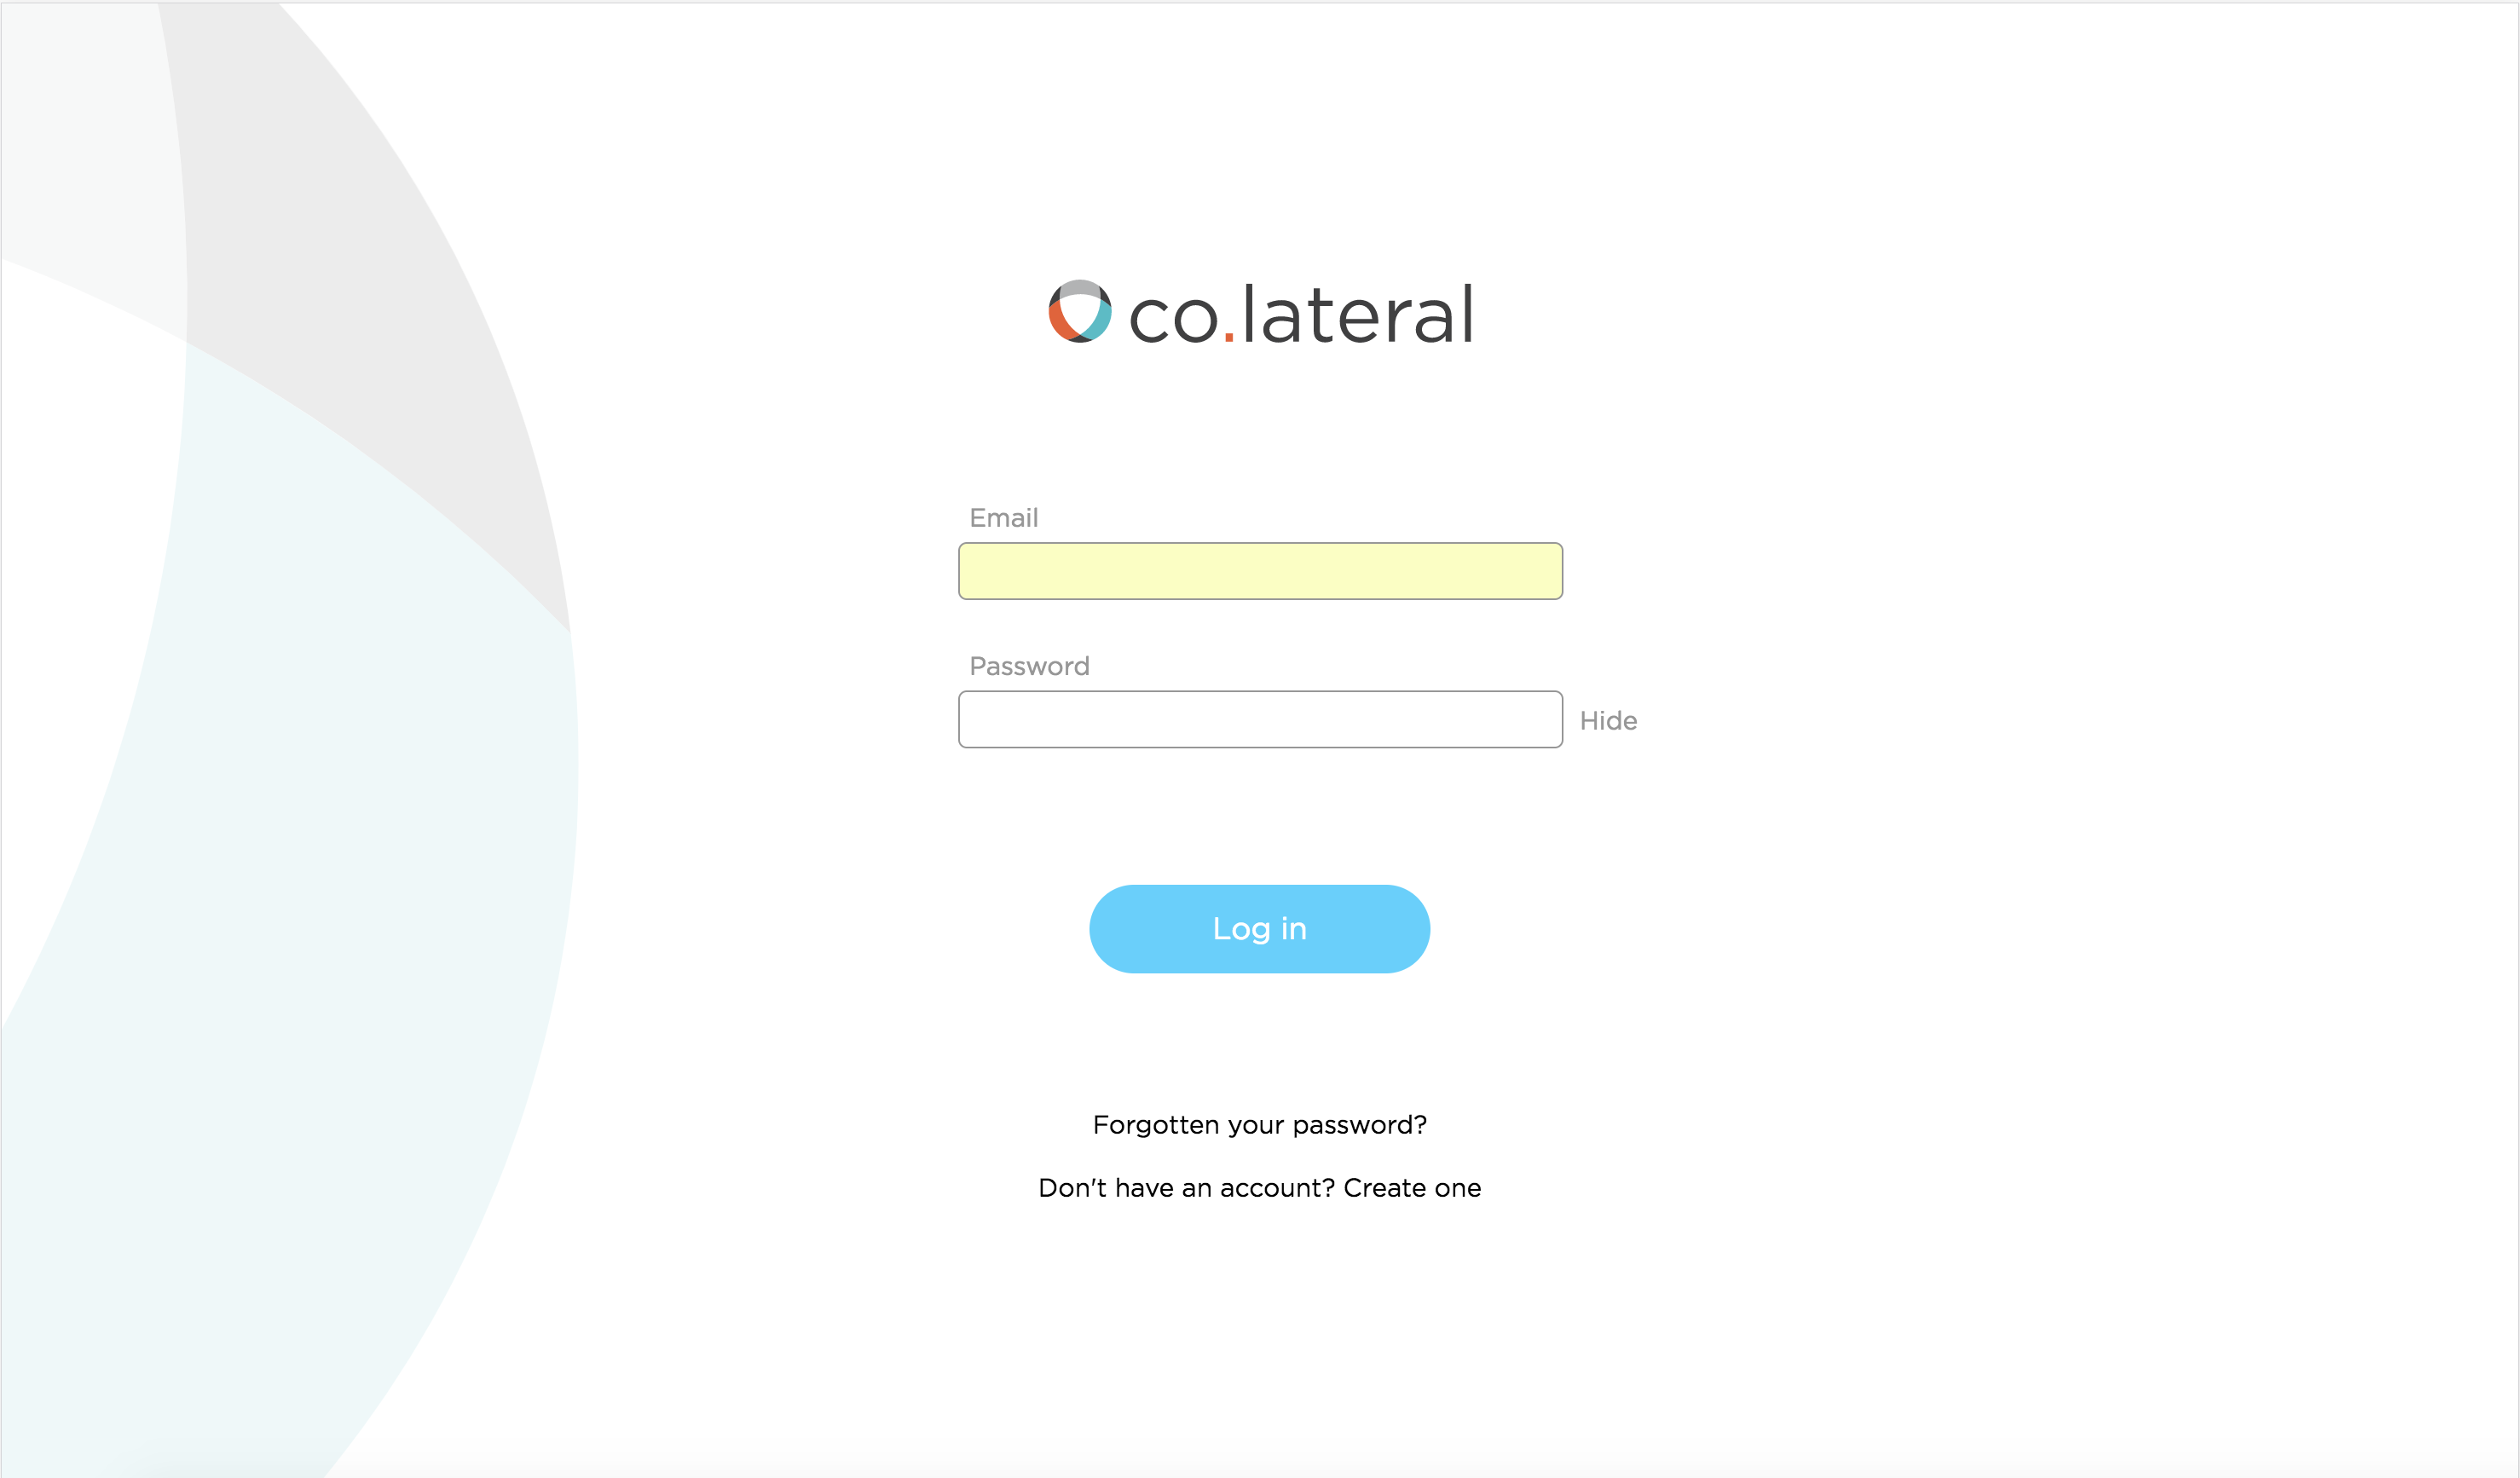 co.lateral
Email
Password
Hide
Log in
Forgotten your password?
Don't have an account? Create one